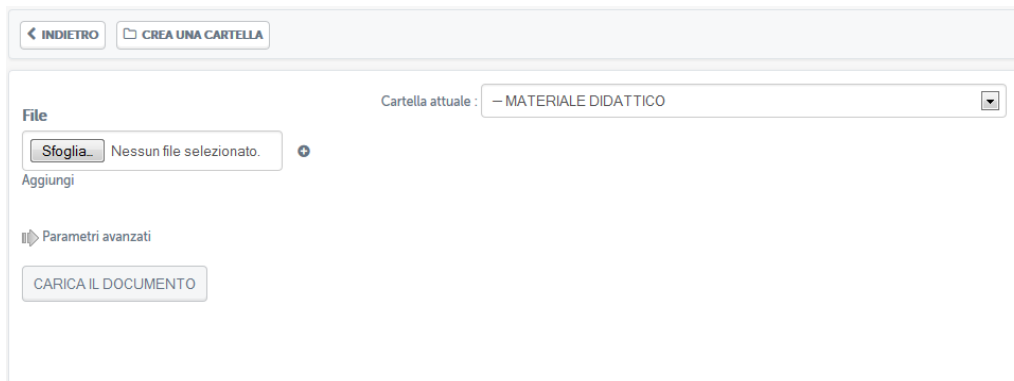 INDIETRO CREA UNA CARTELLA
Cartella attuale : -- MATERIALE DIDATTICO
File
Sfoglia... Nessun file selezionato.
Aggiungi
Parametri avanzati
CARICA IL DOCUMENTO